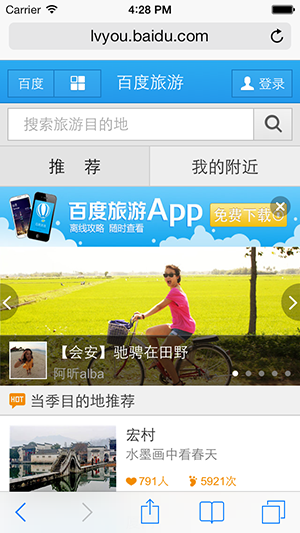 Carrier 4:28 PM
lvyou.baidu.com
百度 百度旅游 登录
搜索旅游目的地
推 荐 我的附近
百度旅游App 免费下载
离线攻略 随时查看
【会安】驰骋在田野
阿昕alba
HOT 当季目的地推荐
宏村
水墨画中看春天
791人 5921次